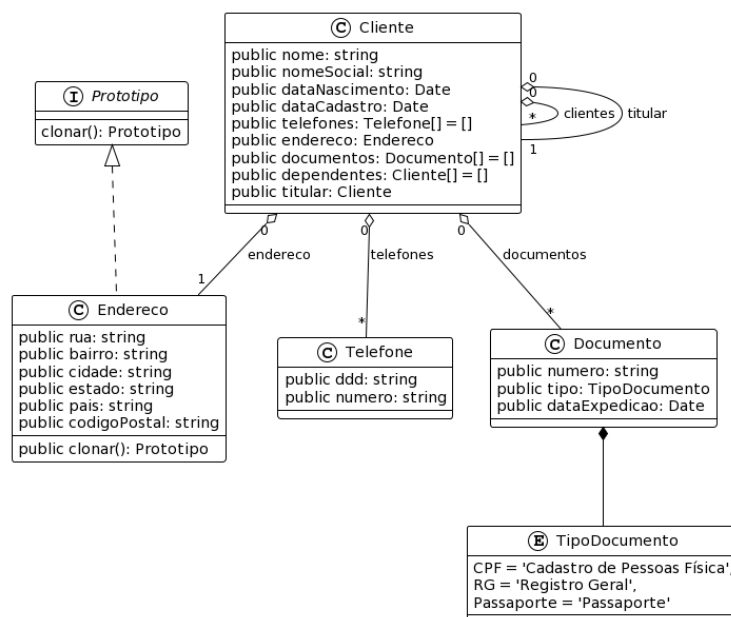 C Cliente
public nome: string
public nomeSocial: string
public dataNascimento: Date
public dataCadastro: Date
public telefones: Telefone[] = []
public endereco: Endereco
public documentos: Documento[] = []
public dependentes: Cliente[] = []
public titular: Cliente
0
0
*
clientes
titular
1
I Prototipo
clonar(): Prototipo
0
endereco
1
0
telefones
*
0
documentos
*
C Endereco
public rua: string
public bairro: string
public cidade: string
public estado: string
public pais: string
public codigoPostal: string
public clonar(): Prototipo
C Telefone
public ddd: string
public numero: string
C Documento
public numero: string
public tipo: TipoDocumento
public dataExpedicao: Date
E TipoDocumento
CPF = 'Cadastro de Pessoas Física',
RG = 'Registro Geral',
Passaporte = 'Passaporte'